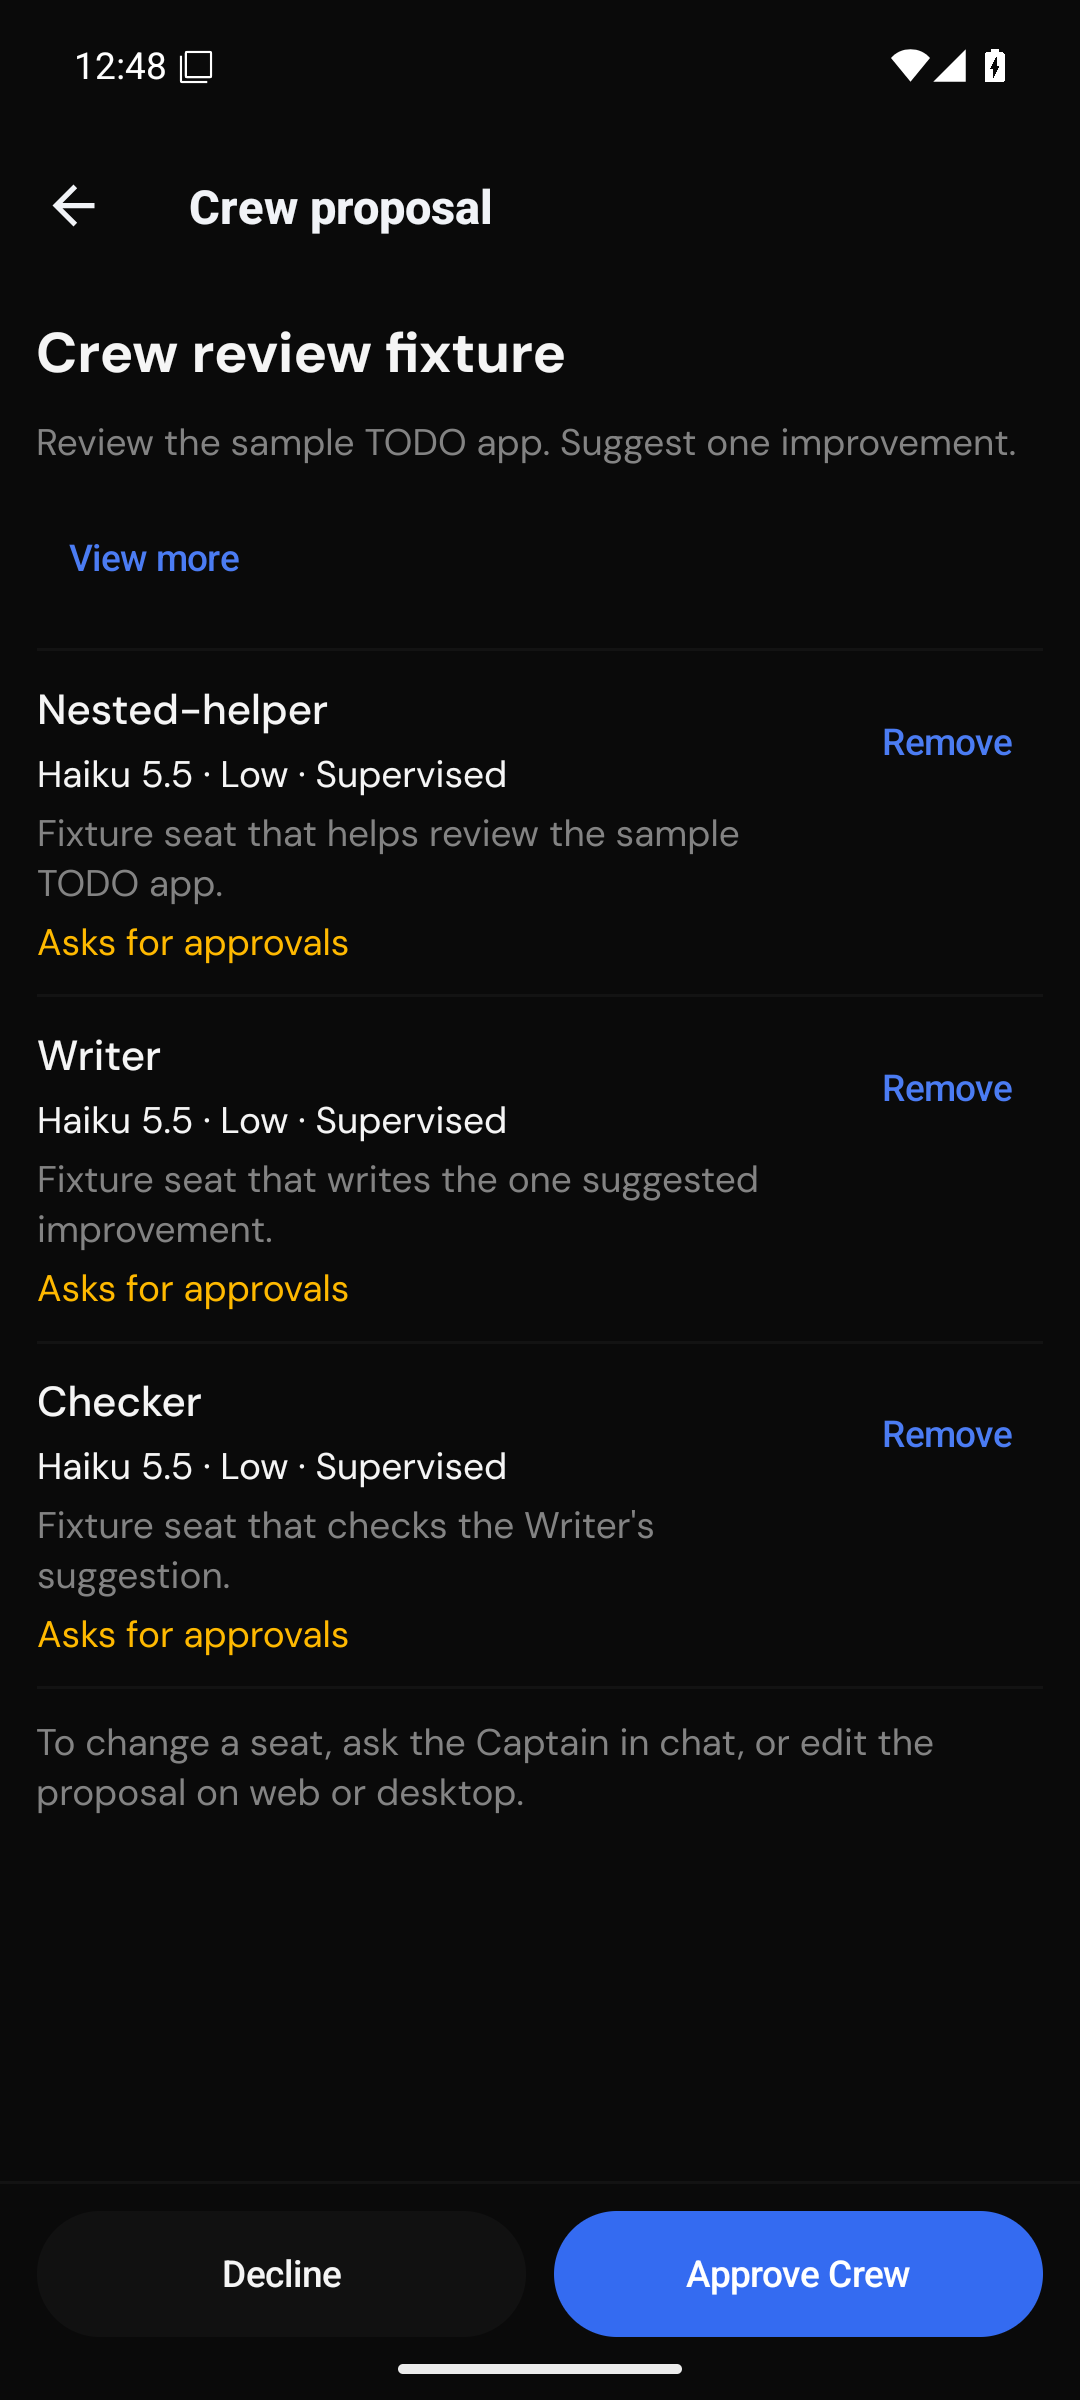 12:48
Crew proposal
Crew review fixture
Review the sample TODO app. Suggest one improvement.
View more
Nested-helper
Remove
Haiku 5.5 · Low · Supervised
Fixture seat that helps review the sample
TODO app.
Asks for approvals
Writer
Remove
Haiku 5.5 · Low · Supervised
Fixture seat that writes the one suggested
improvement.
Asks for approvals
Checker
Remove
Haiku 5.5 · Low · Supervised
Fixture seat that checks the Writer's
suggestion.
Asks for approvals
To change a seat, ask the Captain in chat, or edit the
proposal on web or desktop.
Decline
Approve Crew